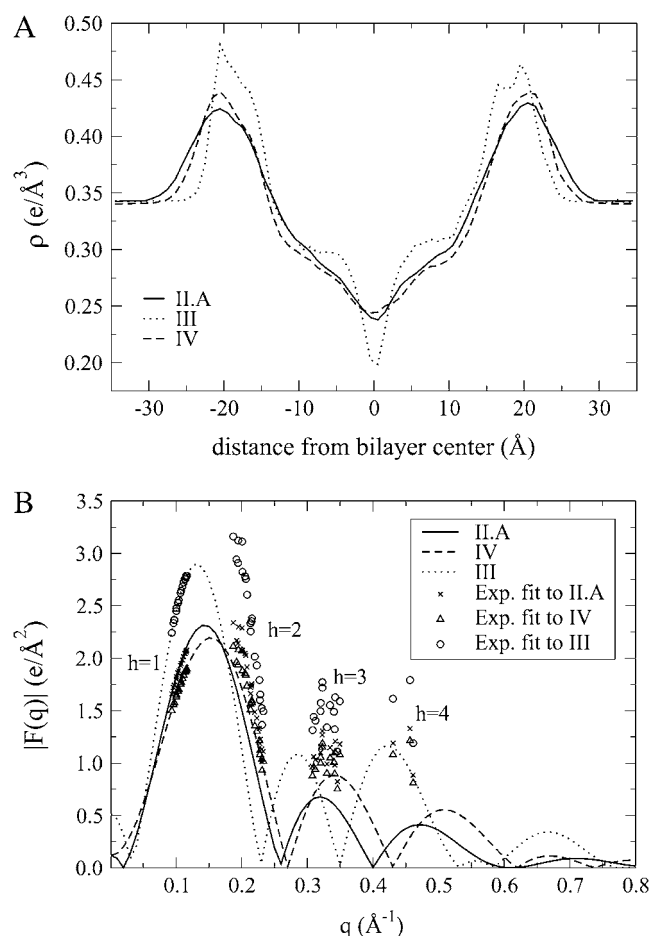 A
0.50
0.45
0.40
0.35
0.30
0.25
0.20
ρ (e/Å³)
II.A
III
IV
-30 -20 -10 0 10 20 30
distance from bilayer center (Å)
B
3.5
3.0
2.5
2.0
1.5
1.0
0.5
0.0
|F(q)| (e/Å²)
II.A
IV
III
Exp. fit to II.A
Exp. fit to IV
Exp. fit to III
h=1
h=2
h=3
h=4
0.1 0.2 0.3 0.4 0.5 0.6 0.7 0.8
q (Å⁻¹)